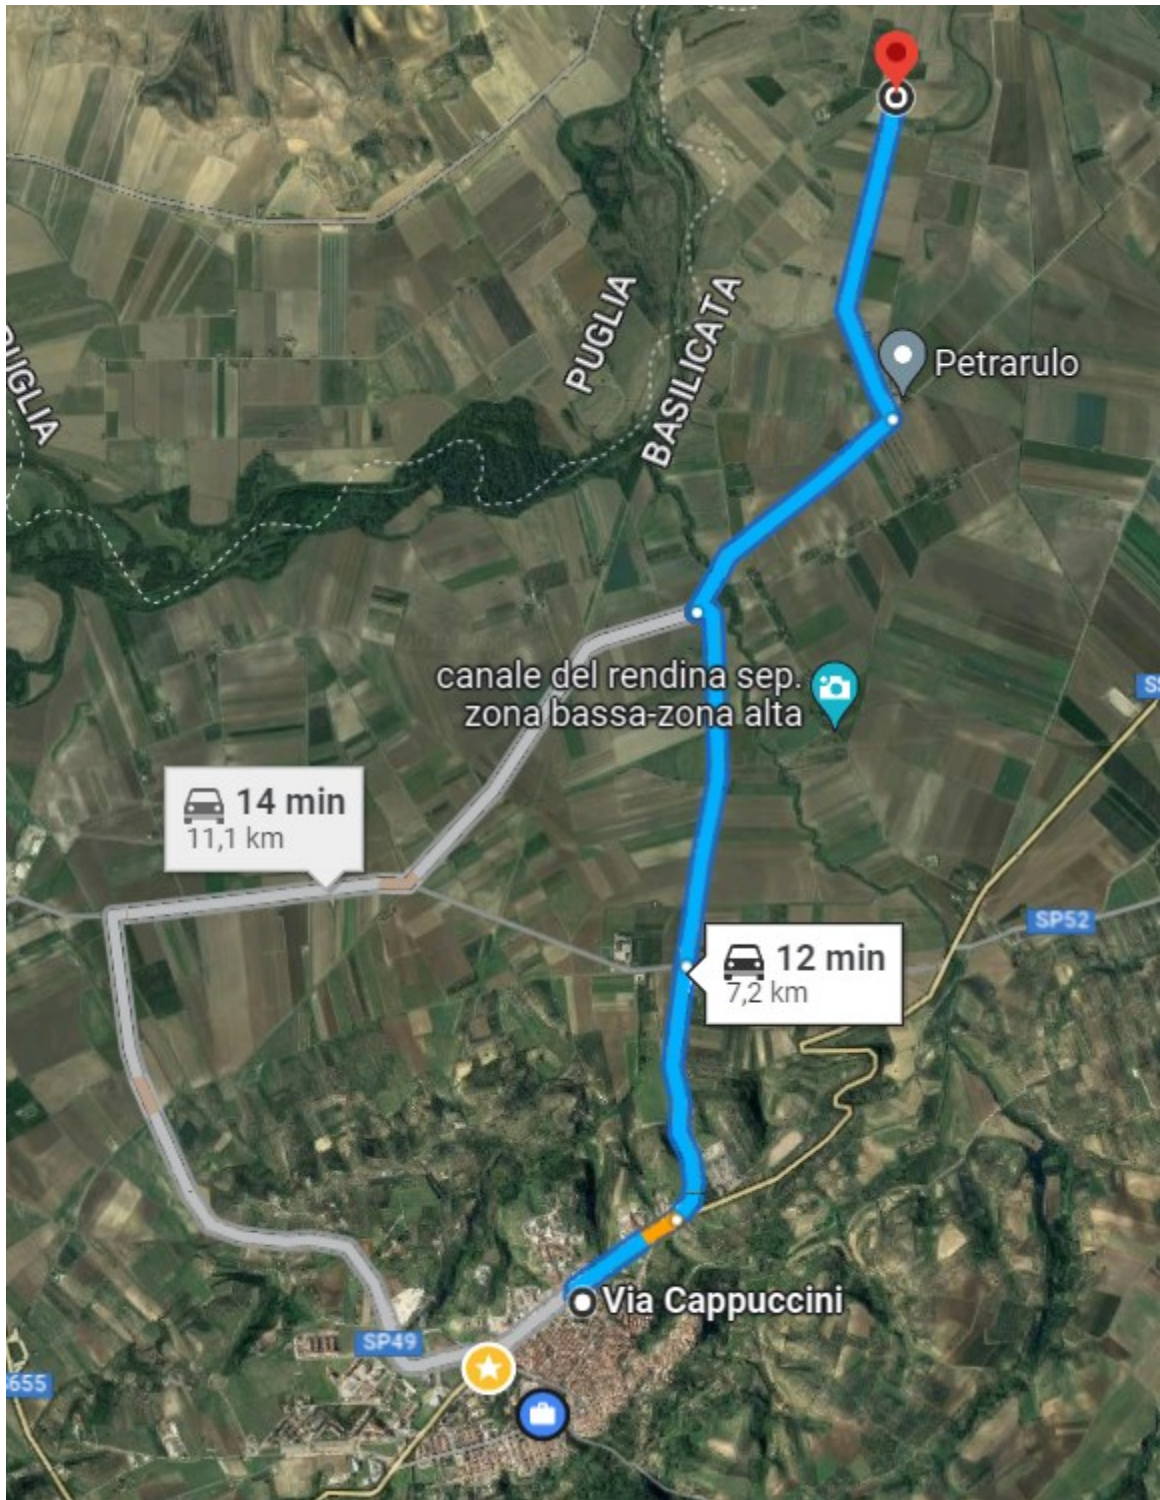 PUGLIA
BASILICATA
PUGLIA
Petrarulo
canale del rendina sep.
zona bassa-zona alta
14 min
11,1 km
SP52
12 min
7,2 km
Via Cappuccini
SP49
655